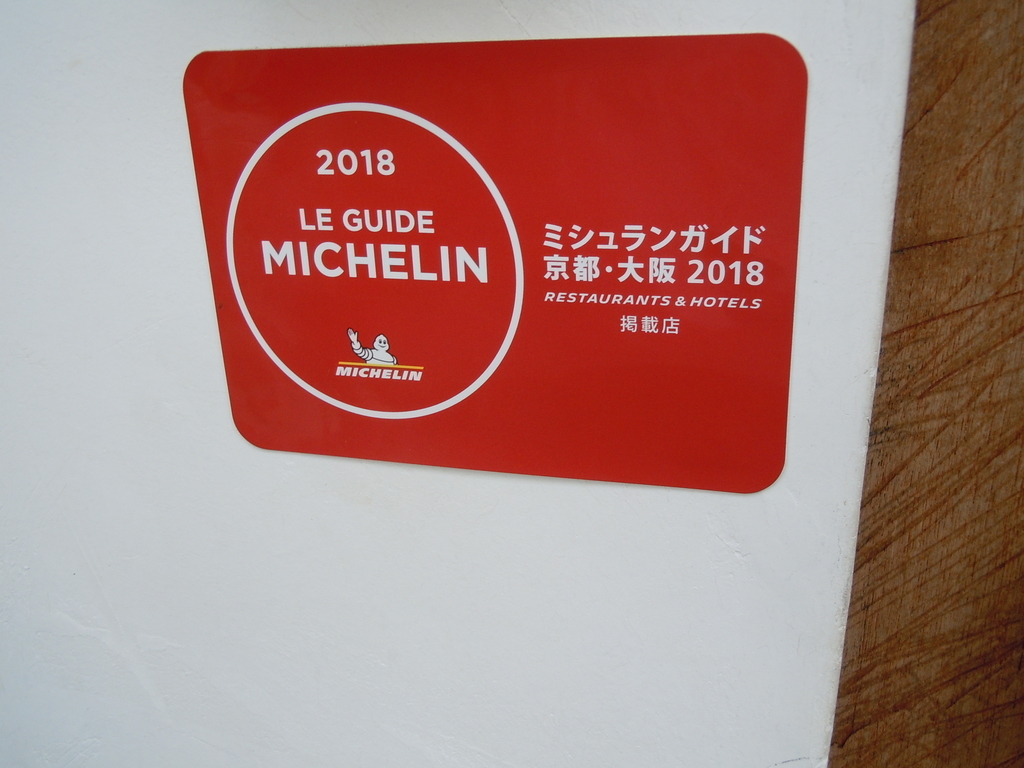 2018
LE GUIDE
MICHELIN
MICHELIN
ミシュランガイド
京都・大阪 2018
RESTAURANTS & HOTELS
掲載店